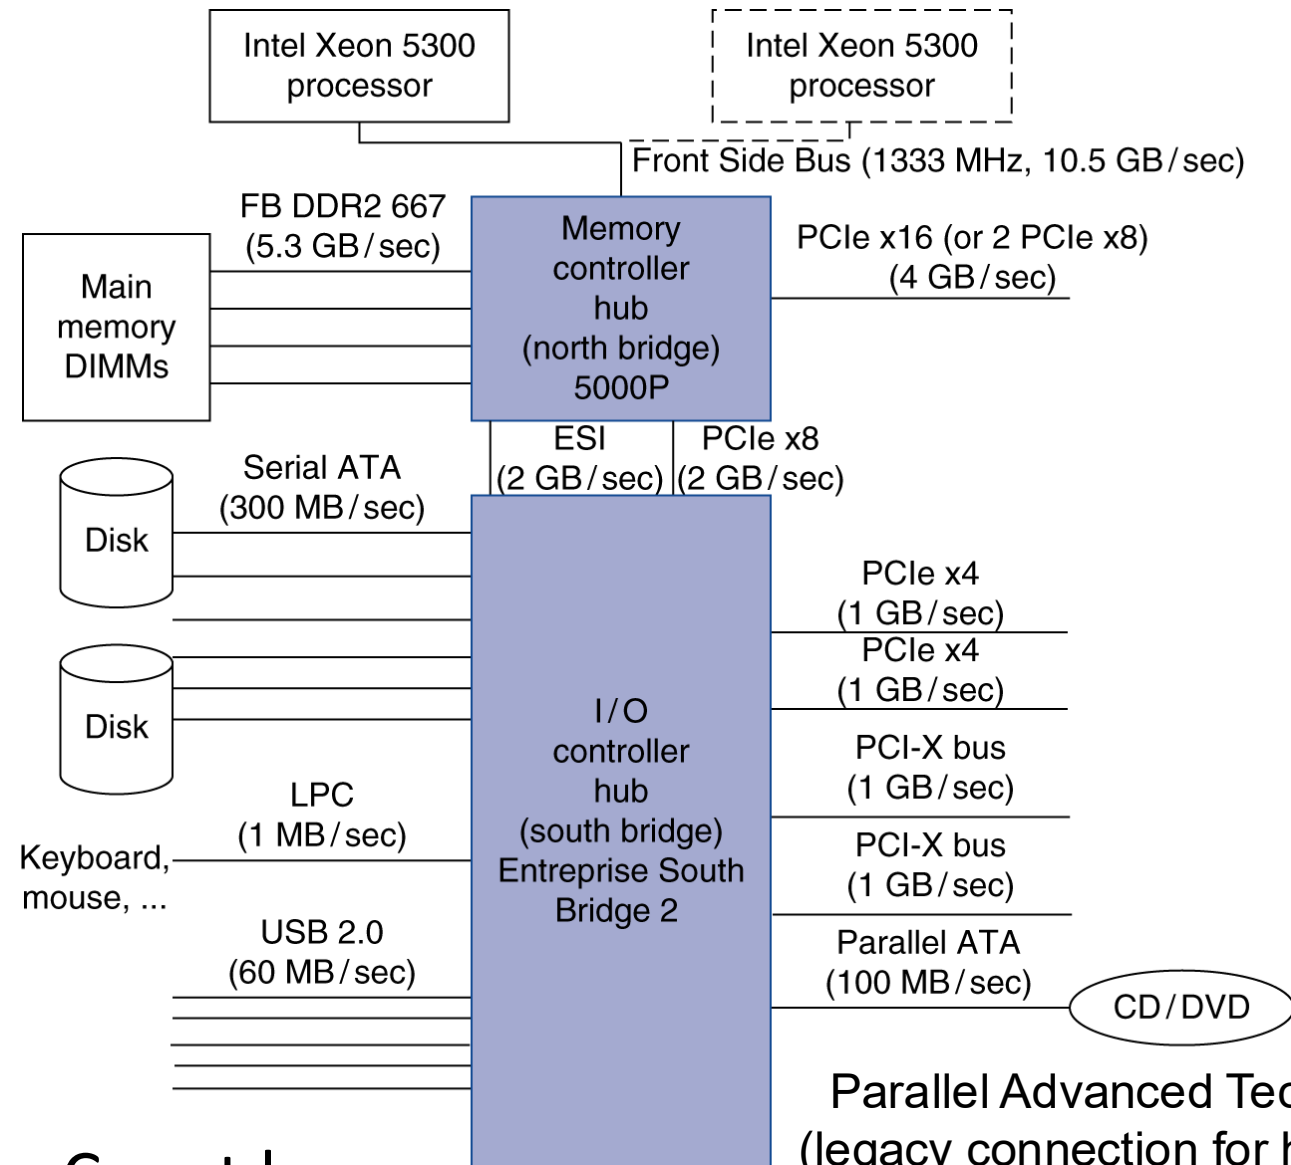 Intel Xeon 5300
processor
Intel Xeon 5300
processor
Front Side Bus (1333 MHz, 10.5 GB/sec)
FB DDR2 667
(5.3 GB/sec)
Main
memory
DIMMs
Memory
controller
hub
(north bridge)
5000P
PCIe x16 (or 2 PCIe x8)
(4 GB/sec)
ESI
(2 GB/sec)
PCIe x8
(2 GB/sec)
Serial ATA
(300 MB/sec)
Disk
Disk
LPC
(1 MB/sec)
Keyboard,
mouse, ...
USB 2.0
(60 MB/sec)
I/O
controller
hub
(south bridge)
Entreprise South
Bridge 2
PCIe x4
(1 GB/sec)
PCIe x4
(1 GB/sec)
PCI-X bus
(1 GB/sec)
PCI-X bus
(1 GB/sec)
Parallel ATA
(100 MB/sec)
CD/DVD
Parallel Advanced
(legacy connection for